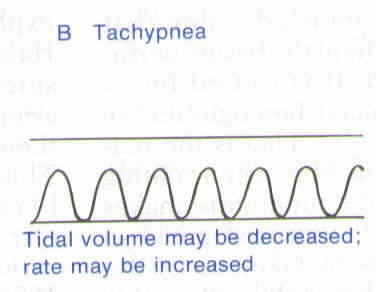 B Tachypnea
Tidal volume may be decreased;
rate may be increased